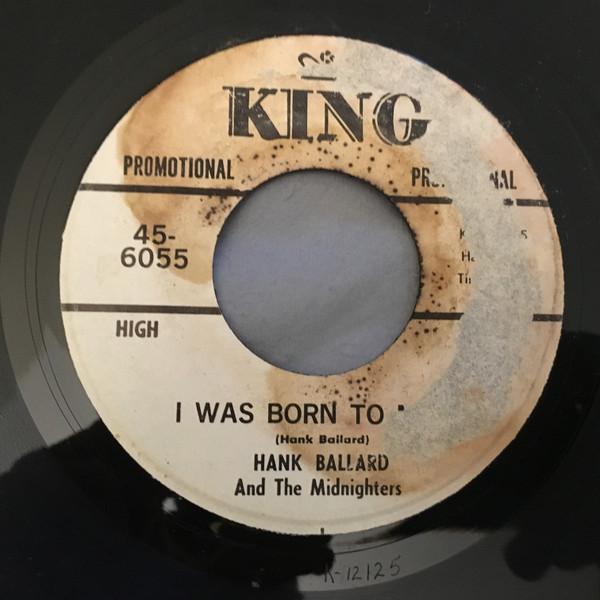 KING
PROMOTIONAL
45-
6055
HIGH
I WAS BORN TO
(Hank Ballard)
HANK BALLARD
And The Midnighters
K-12125